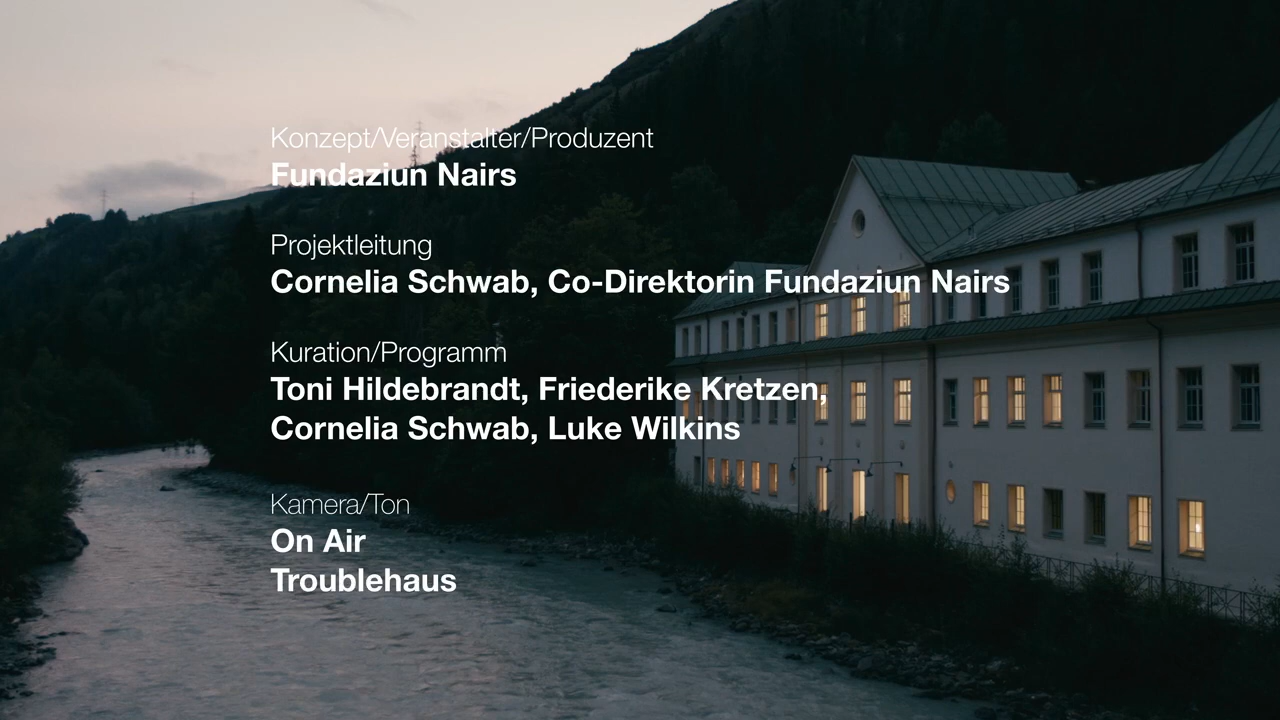 Konzept/Veranstalter/Produzent
Fundaziun Nairs
Projektleitung
Cornelia Schwab, Co-Direktorin Fundaziun Nairs
Kuration/Programm
Toni Hildebrandt, Friederike Kretzen,
Cornelia Schwab, Luke Wilkins
Kamera/Ton
On Air
Troublehaus